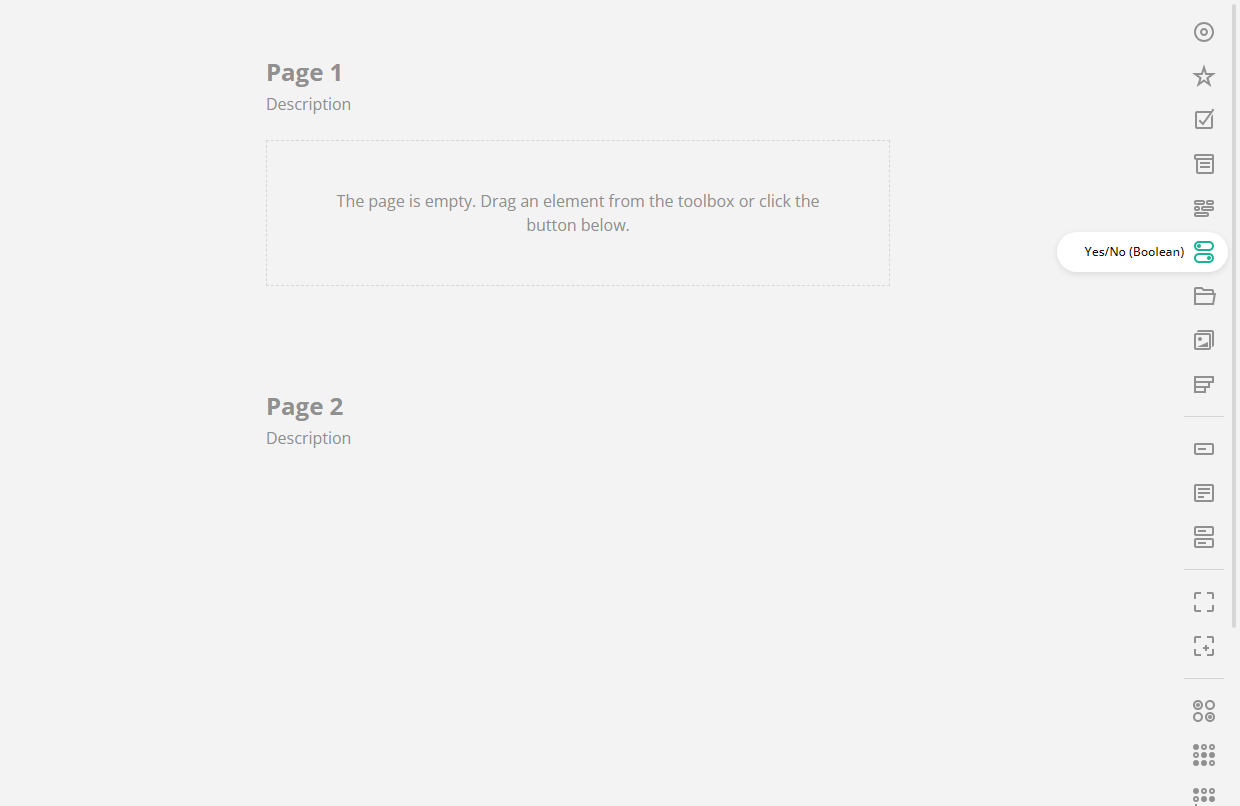 Page 1
Description
The page is empty. Drag an element from the toolbox or click the
button below.
Yes/No (Boolean)
Page 2
Description